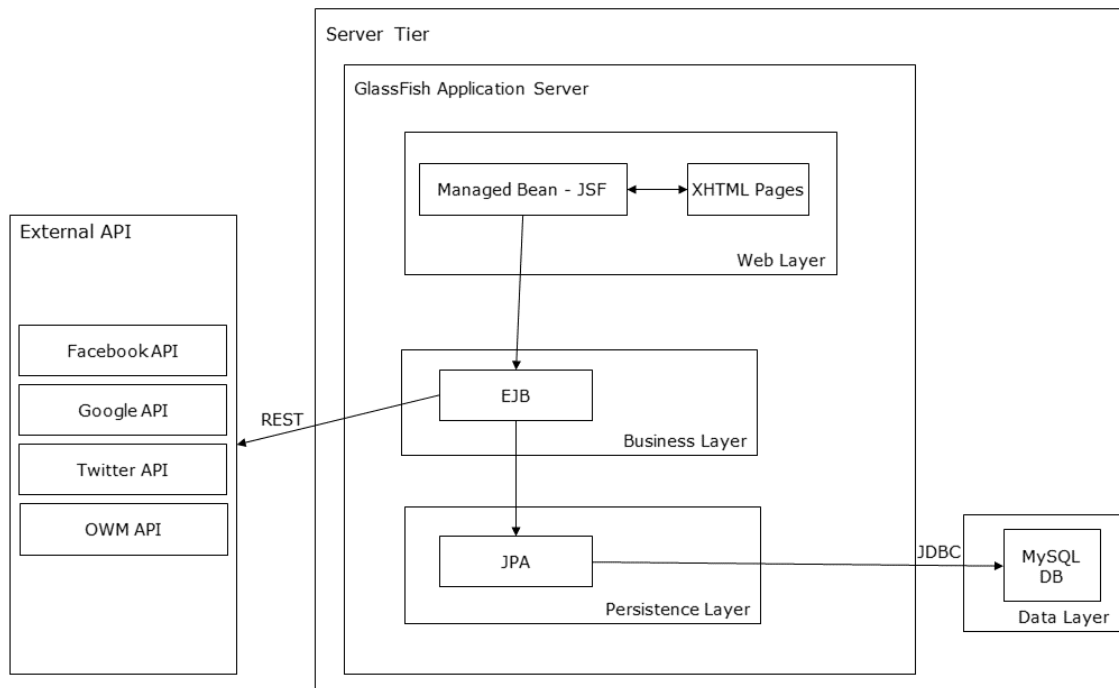 Server Tier
GlassFish Application Server
Managed Bean - JSF
XHTML Pages
Web Layer
External API
Facebook API
Google API
Twitter API
OWM API
REST
EJB
Business Layer
JPA
Persistence Layer
JDBC
MySQL
DB
Data Layer